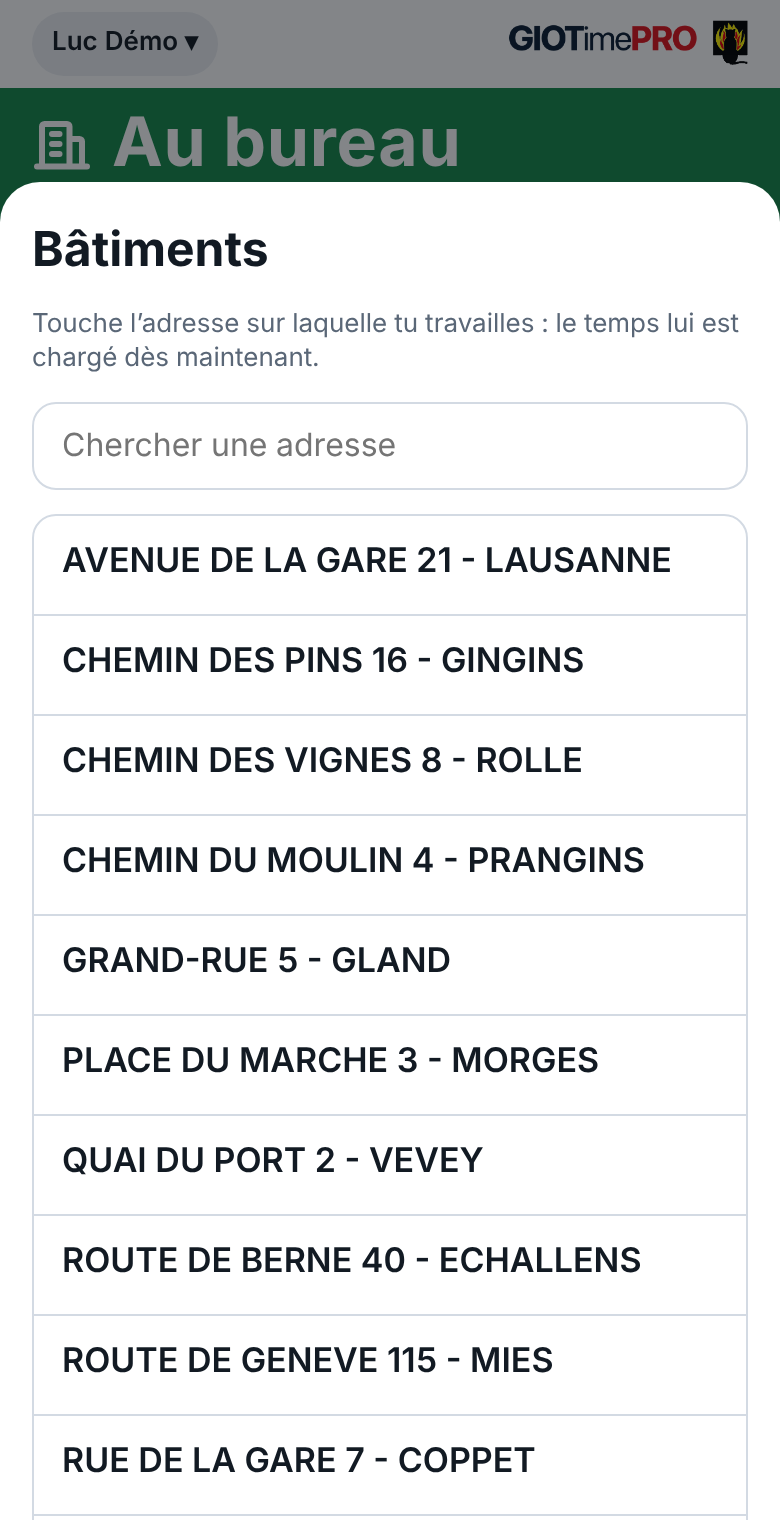 Luc Démo ▾
GIOTimePRO
Au bureau
Bâtiments
Touche l’adresse sur laquelle tu travailles : le temps lui est
chargé dès maintenant.
Chercher une adresse
AVENUE DE LA GARE 21 - LAUSANNE
CHEMIN DES PINS 16 - GINGINS
CHEMIN DES VIGNES 8 - ROLLE
CHEMIN DU MOULIN 4 - PRANGINS
GRAND-RUE 5 - GLAND
PLACE DU MARCHE 3 - MORGES
QUAI DU PORT 2 - VEVEY
ROUTE DE BERNE 40 - ECHALLENS
ROUTE DE GENEVE 115 - MIES
RUE DE LA GARE 7 - COPPET